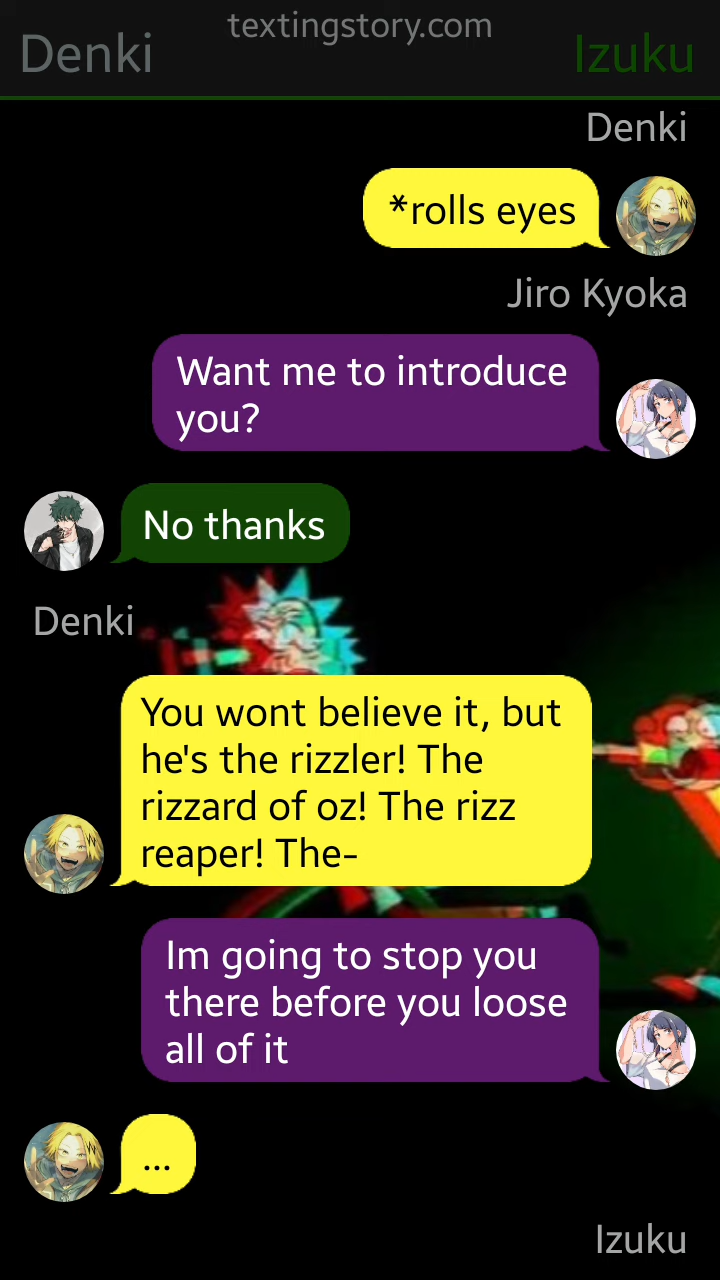 textingstory.com
Denki
Izuku
Denki
*rolls eyes
Jiro Kyoka
Want me to introduce
you?
No thanks
Denki
You wont believe it, but
he's the rizzler! The
rizzard of oz! The rizz
reaper! The-
Im going to stop you
there before you loose
all of it
...
Izuku